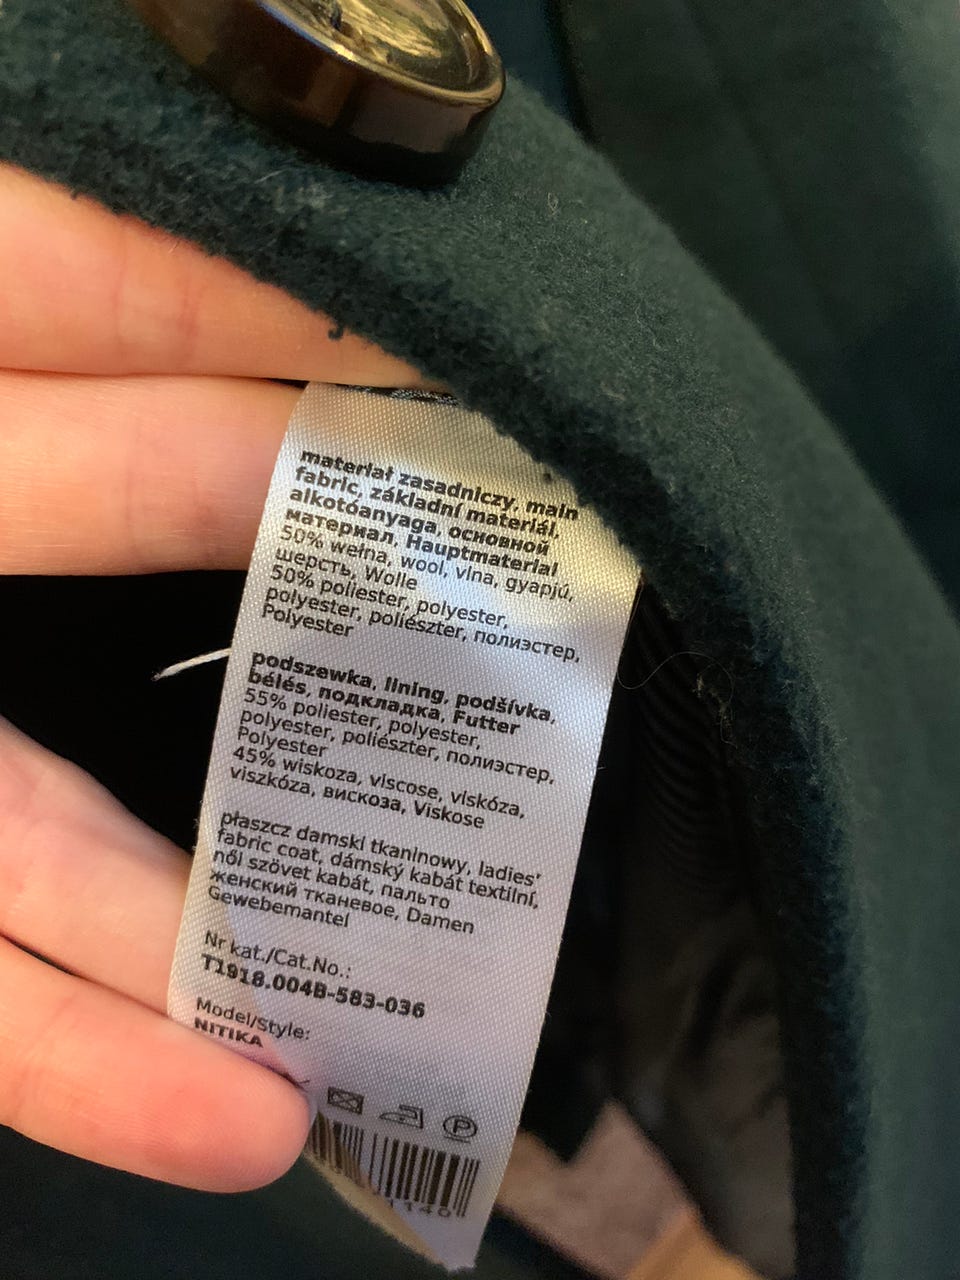 materiał zasadniczy, main
fabric, základní materiál,
alkotóanyaga, основной
материал, Hauptmaterial
50% wełna, wool, vlna, gyapjú,
шерсть, Wolle
50% poliester, polyester,
polyester, poliészter, полиэстер,
Polyester
podszewka, lining, podšívka,
bélés, подкладка, Futter
55% poliester, polyester,
polyester, poliészter, полиэстер,
Polyester
45% wiskoza, viscose, viskóza,
viszkóza, вискоза, Viskose
płaszcz damski tkaninowy, ladies'
fabric coat, dámský kabát textilní,
női szövet kabát, пальто
женский тканевое, Damen
Gewebemantel
Nr kat./Cat.No.:
T1918.004B-583-036
Model/Style:
NITIKA
P